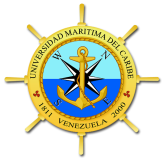 UNIVERSIDAD MARITIMA DEL CARIBE
N
W
E
S
1811 VENEZUELA 2000